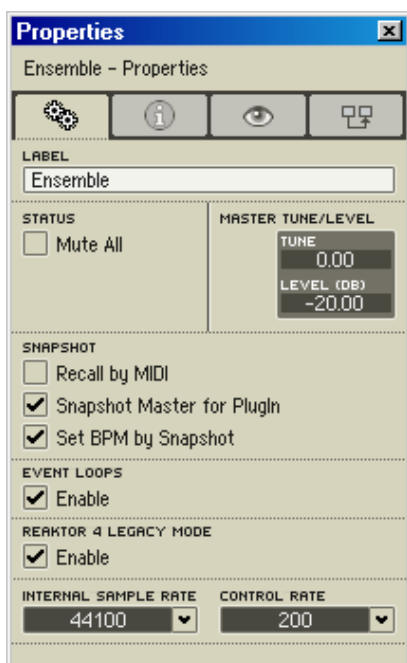 Properties
Ensemble - Properties
LABEL
Ensemble
STATUS
Mute All
MASTER TUNE/LEVEL
TUNE
0.00
LEVEL (DB)
-20.00
SNAPSHOT
Recall by MIDI
Snapshot Master for PlugIn
Set BPM by Snapshot
EVENT LOOPS
Enable
REAKTOR 4 LEGACY MODE
Enable
INTERNAL SAMPLE RATE CONTROL RATE
44100 200